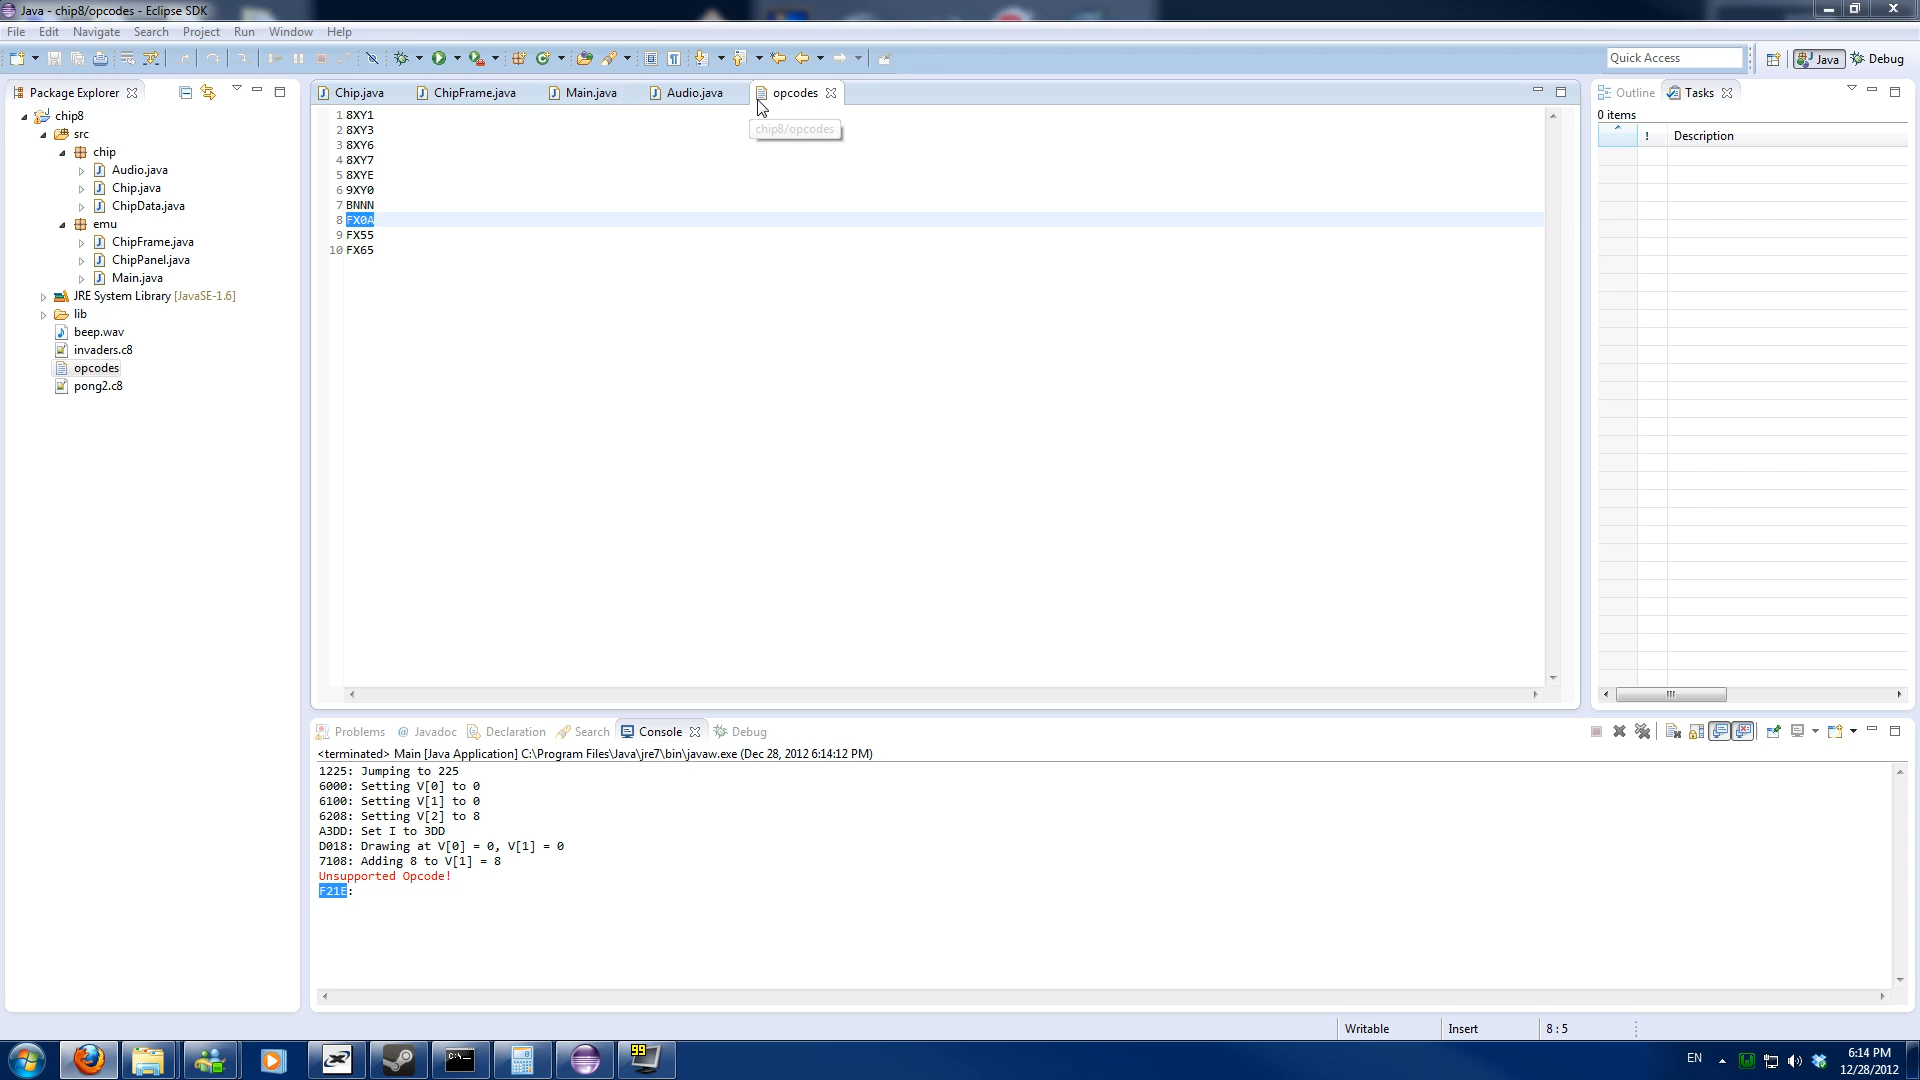 Java - chip8/opcodes - Eclipse SDK
File Edit Navigate Search Project Run Window Help
Quick Access
Java
Debug
Package Explorer
chip8
src
chip
Audio.java
Chip.java
ChipData.java
emu
ChipFrame.java
ChipPanel.java
Main.java
JRE System Library [JavaSE-1.6]
lib
beep.wav
invaders.c8
opcodes
pong2.c8
Chip.java ChipFrame.java Main.java Audio.java opcodes
chip8/opcodes
1 8XY1
2 8XY3
3 8XY6
4 8XY7
5 8XYE
6 9XY0
7 BNNN
8 FX0A
9 FX55
10 FX65
Outline Tasks
0 items
! Description
Problems @ Javadoc Declaration Search Console Debug
<terminated> Main [Java Application] C:\Program Files\Java\jre7\bin\javaw.exe (Dec 28, 2012 6:14:12 PM)
1225: Jumping to 225
6000: Setting V[0] to 0
6100: Setting V[1] to 0
6208: Setting V[2] to 8
A3DD: Set I to 3DD
D018: Drawing at V[0] = 0, V[1] = 0
7108: Adding 8 to V[1] = 8
Unsupported Opcode!
F21E:
Writable Insert 8 : 5
C:\_
99
EN
6:14 PM
12/28/2012